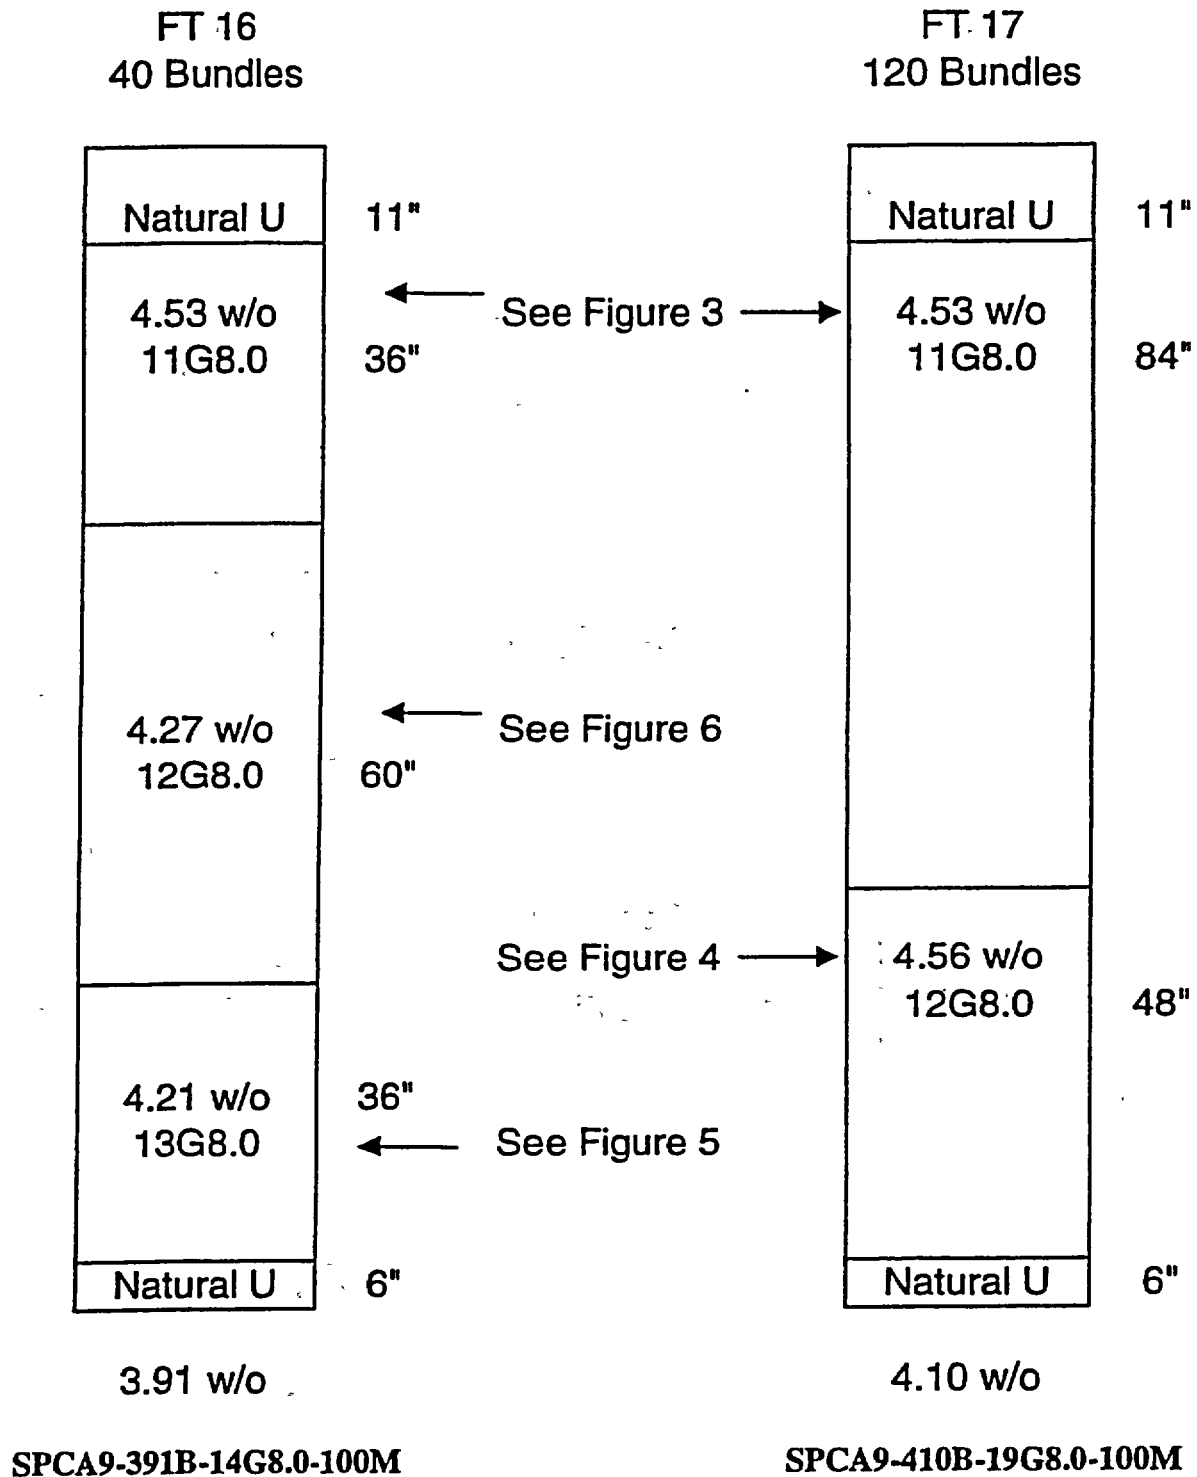 FT 16
40 Bundles
FT 17
120 Bundles
Natural U 11"
4.53 w/o
11G8.0 36"
See Figure 3
Natural U 11"
4.53 w/o
11G8.0 84"
4.27 w/o
12G8.0 60"
See Figure 6
See Figure 4
4.56 w/o
12G8.0 48"
4.21 w/o 36"
13G8.0
See Figure 5
Natural U 6"
Natural U 6"
3.91 w/o
4.10 w/o
SPCA9-391B-14G8.0-100M
SPCA9-410B-19G8.0-100M